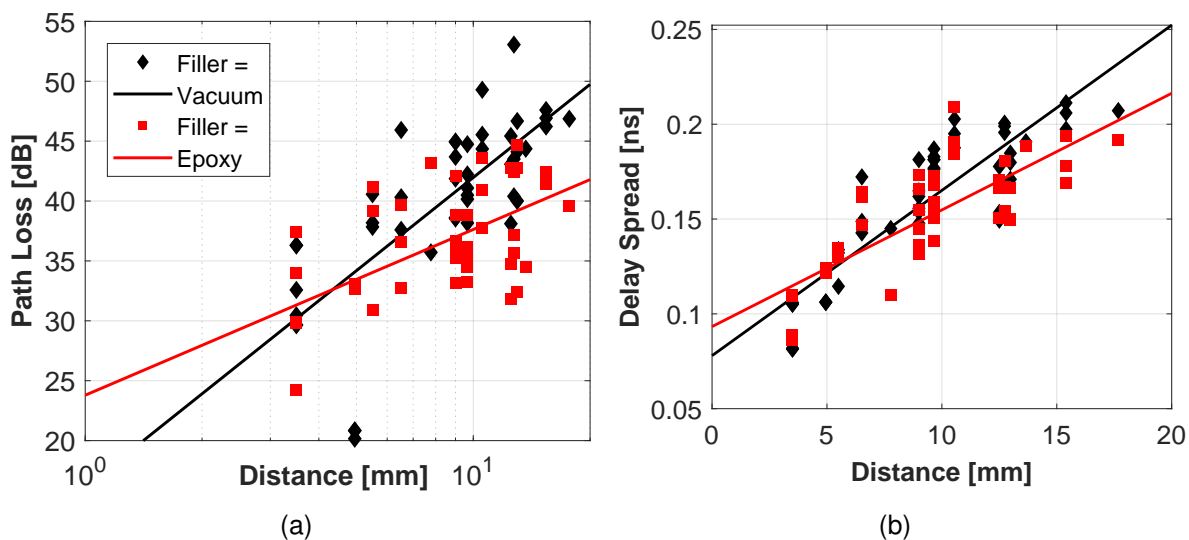 55
50
45
40
35
30
25
20
Path Loss [dB]
Filler =
Vacuum
Filler =
Epoxy
10^0
10^1
Distance [mm]
(a)
0.25
0.2
0.15
0.1
0.05
Delay Spread [ns]
0 5 10 15 20
Distance [mm]
(b)